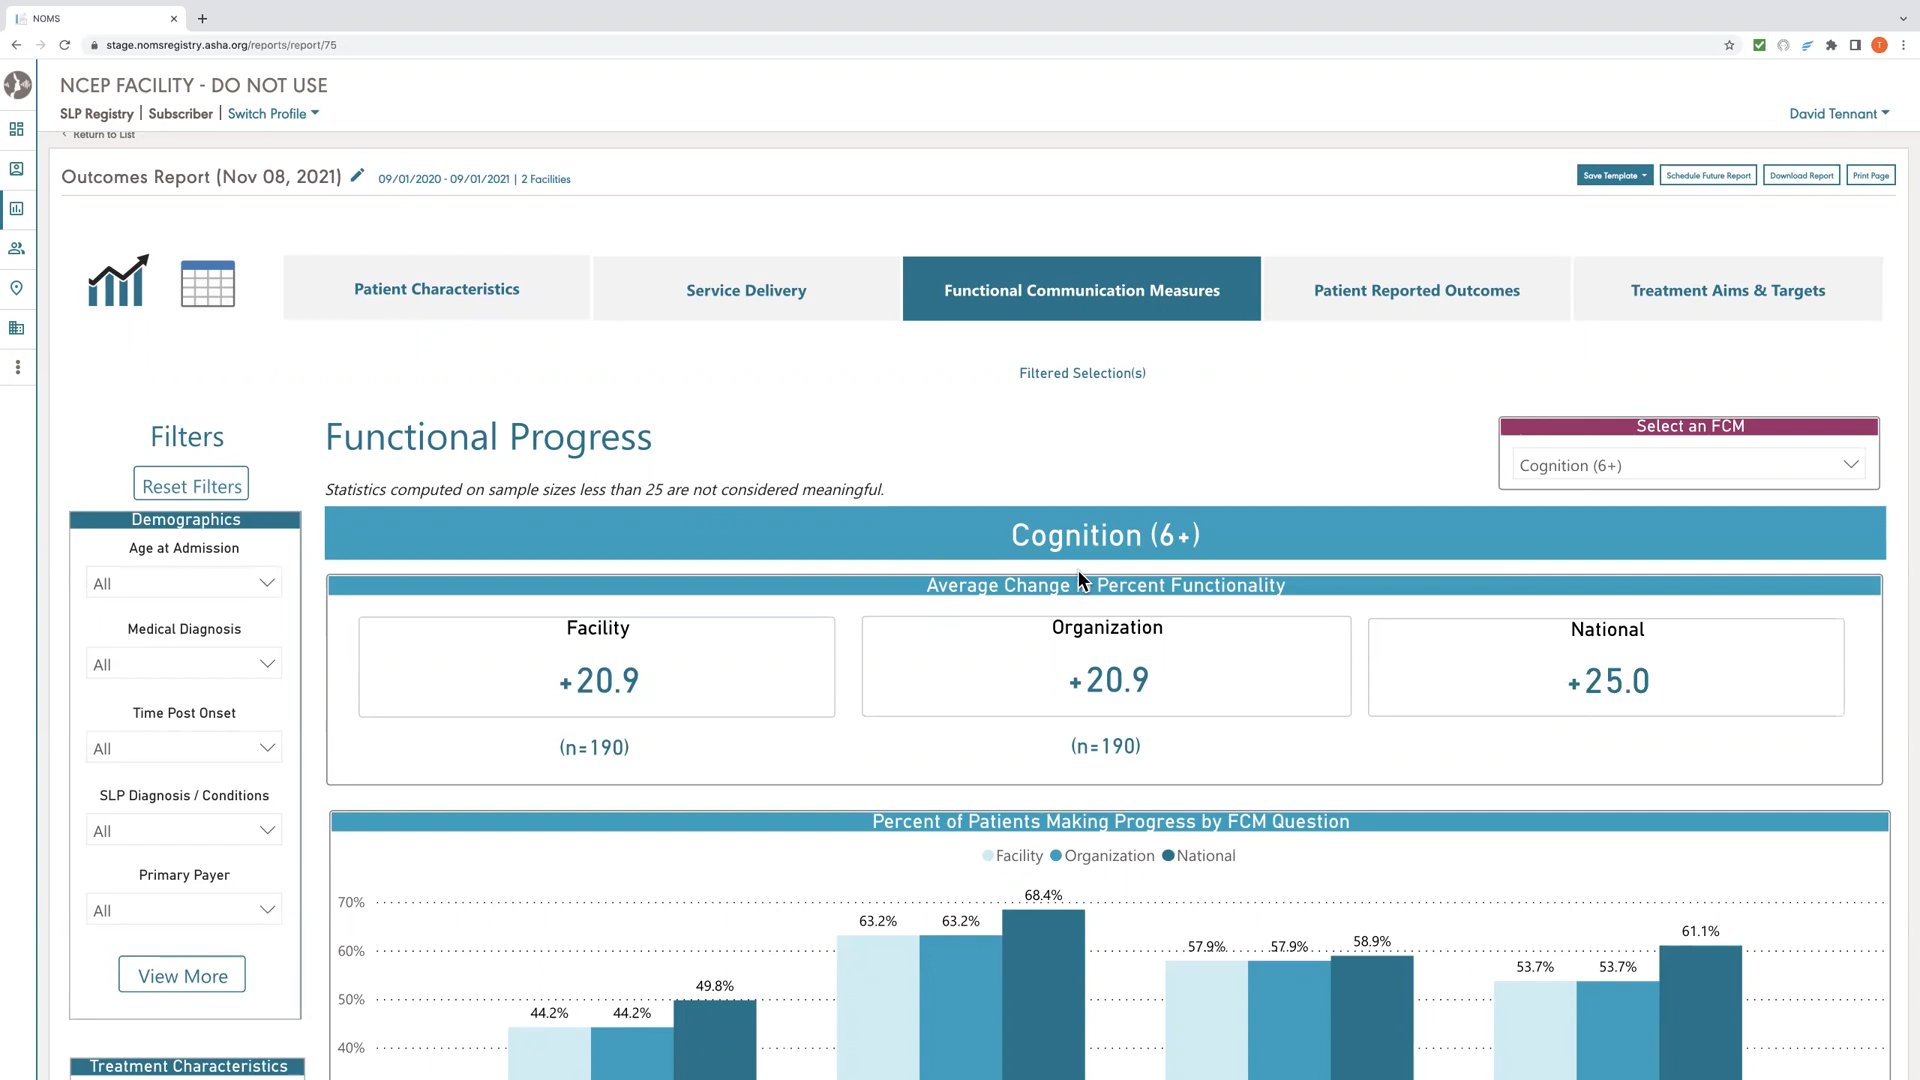 NOMS
stage.nomsregistry.asha.org/reports/report/75
T
NCEP FACILITY - DO NOT USE
SLP Registry | Subscriber | Switch Profile
David Tennant
Return to List
Outcomes Report (Nov 08, 2021)
09/01/2020 - 09/01/2021 | 2 Facilities
Save Template
Schedule Future Report
Download Report
Print Page
Patient Characteristics
Service Delivery
Functional Communication Measures
Patient Reported Outcomes
Treatment Aims & Targets
Filtered Selection(s)
Filters
Reset Filters
Demographics
Age at Admission
All
Medical Diagnosis
All
Time Post Onset
All
SLP Diagnosis / Conditions
All
Primary Payer
All
View More
Treatment Characteristics
Functional Progress
Select an FCM
Cognition (6+)
Statistics computed on sample sizes less than 25 are not considered meaningful.
Cognition (6+)
Average Change Percent Functionality
Facility
+20.9
(n=190)
Organization
+20.9
(n=190)
National
+25.0
Percent of Patients Making Progress by FCM Question
Facility Organization National
70%
60%
50%
40%
44.2% 44.2% 49.8%
63.2% 63.2% 68.4%
57.9% 57.9% 58.9%
53.7% 53.7% 61.1%